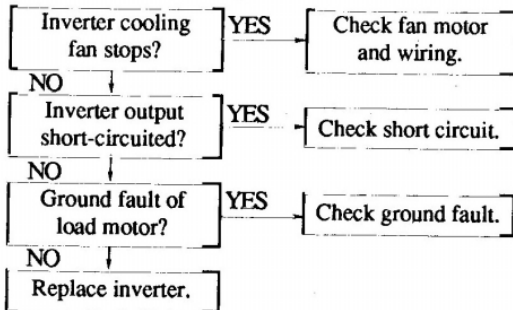 Inverter cooling
fan stops?
YES
Check fan motor
and wiring.
NO
Inverter output
short-circuited?
YES
Check short circuit.
NO
Ground fault of
load motor?
YES
Check ground fault.
NO
Replace inverter.